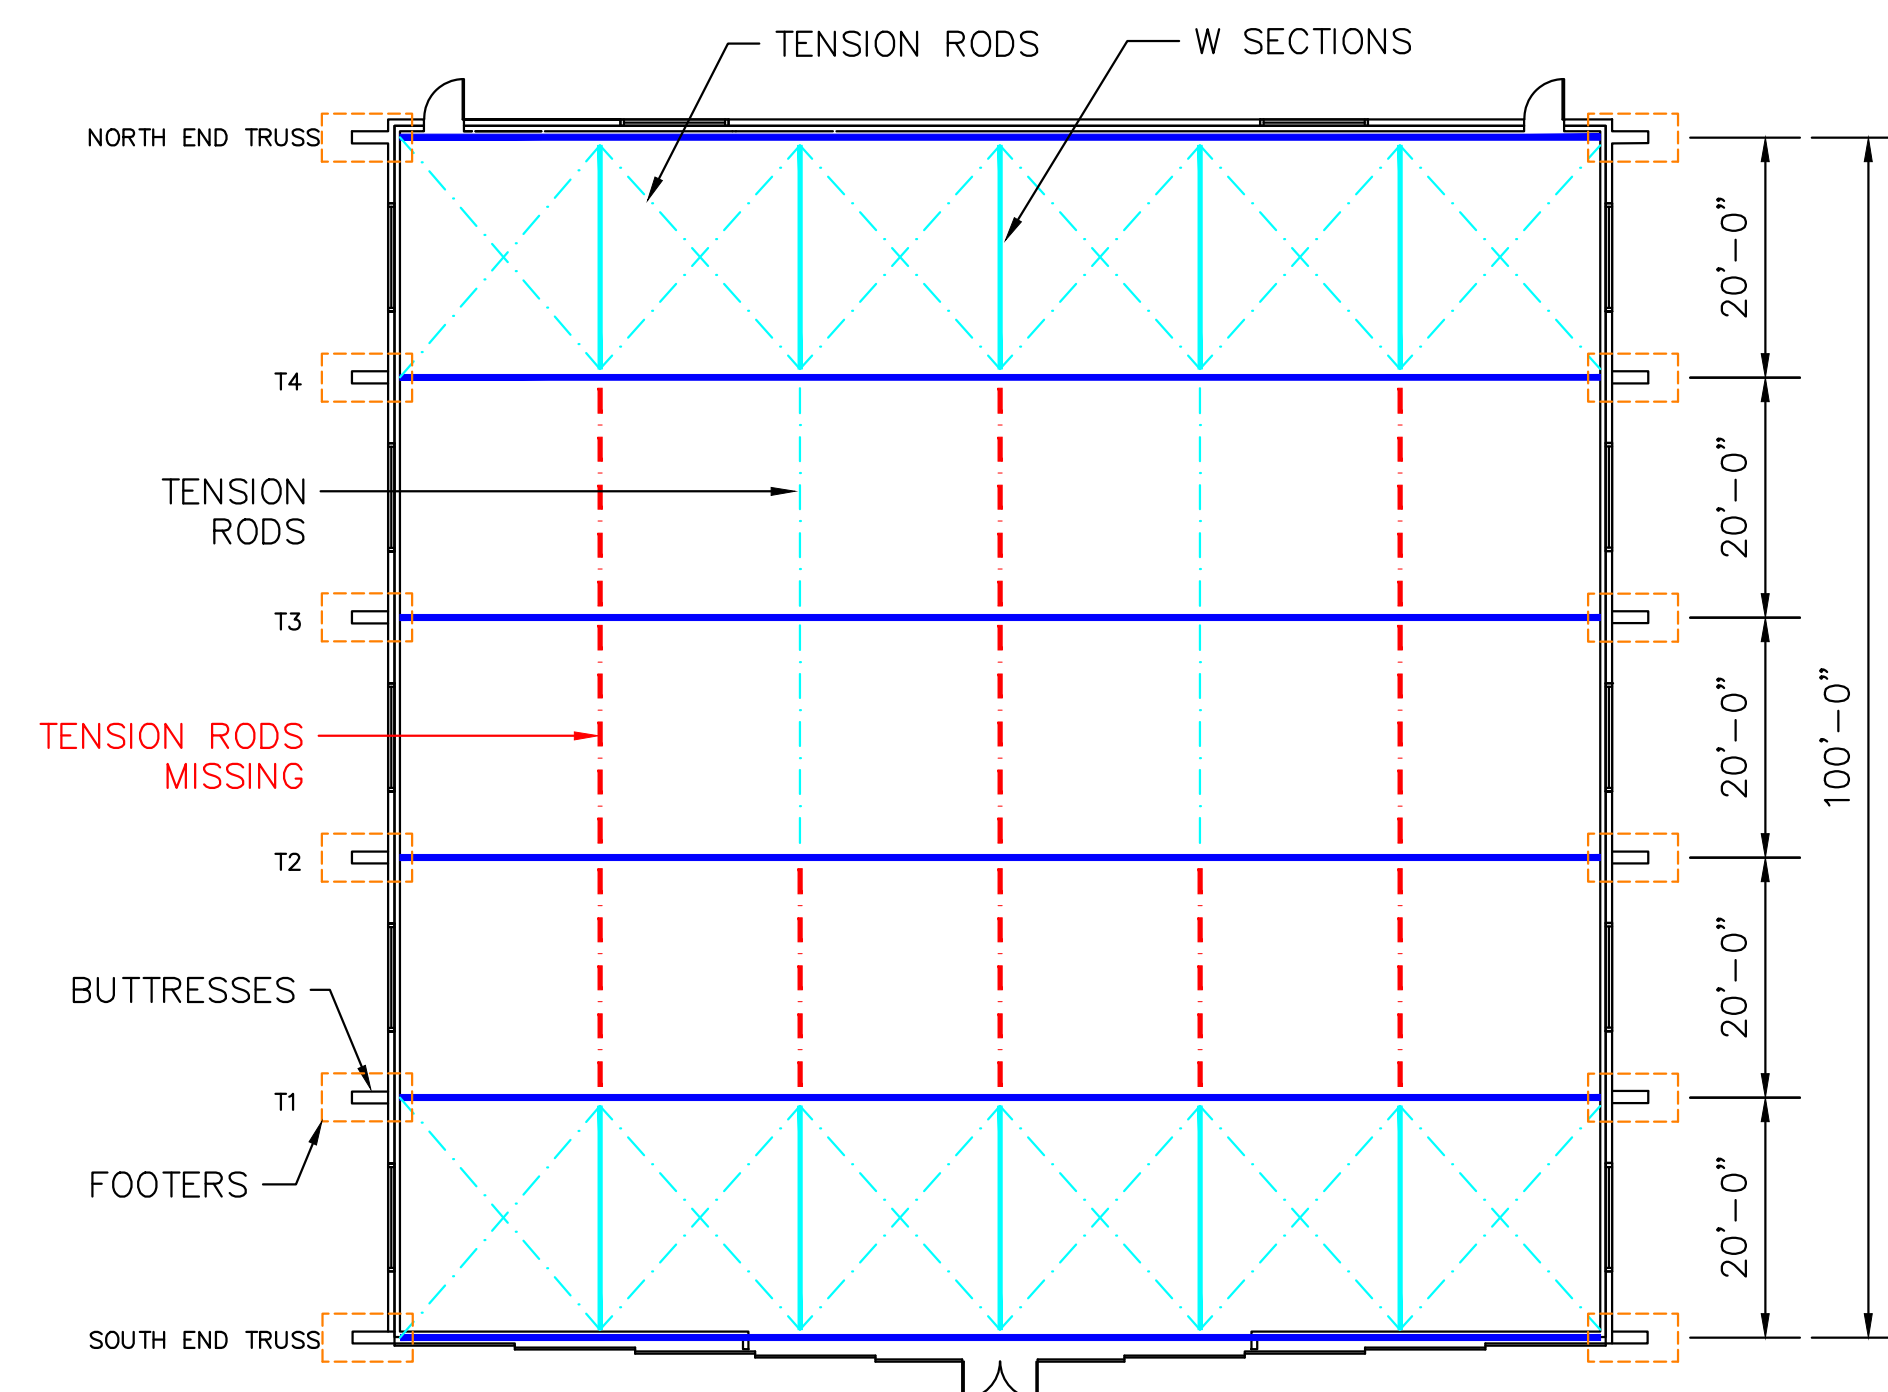 TENSION RODS
W SECTIONS
NORTH END TRUSS
20'-0"
T4
TENSION
RODS
20'-0"
T3
TENSION RODS
MISSING
20'-0"
100'-0"
T2
BUTTRESSES
20'-0"
T1
FOOTERS
20'-0"
SOUTH END TRUSS